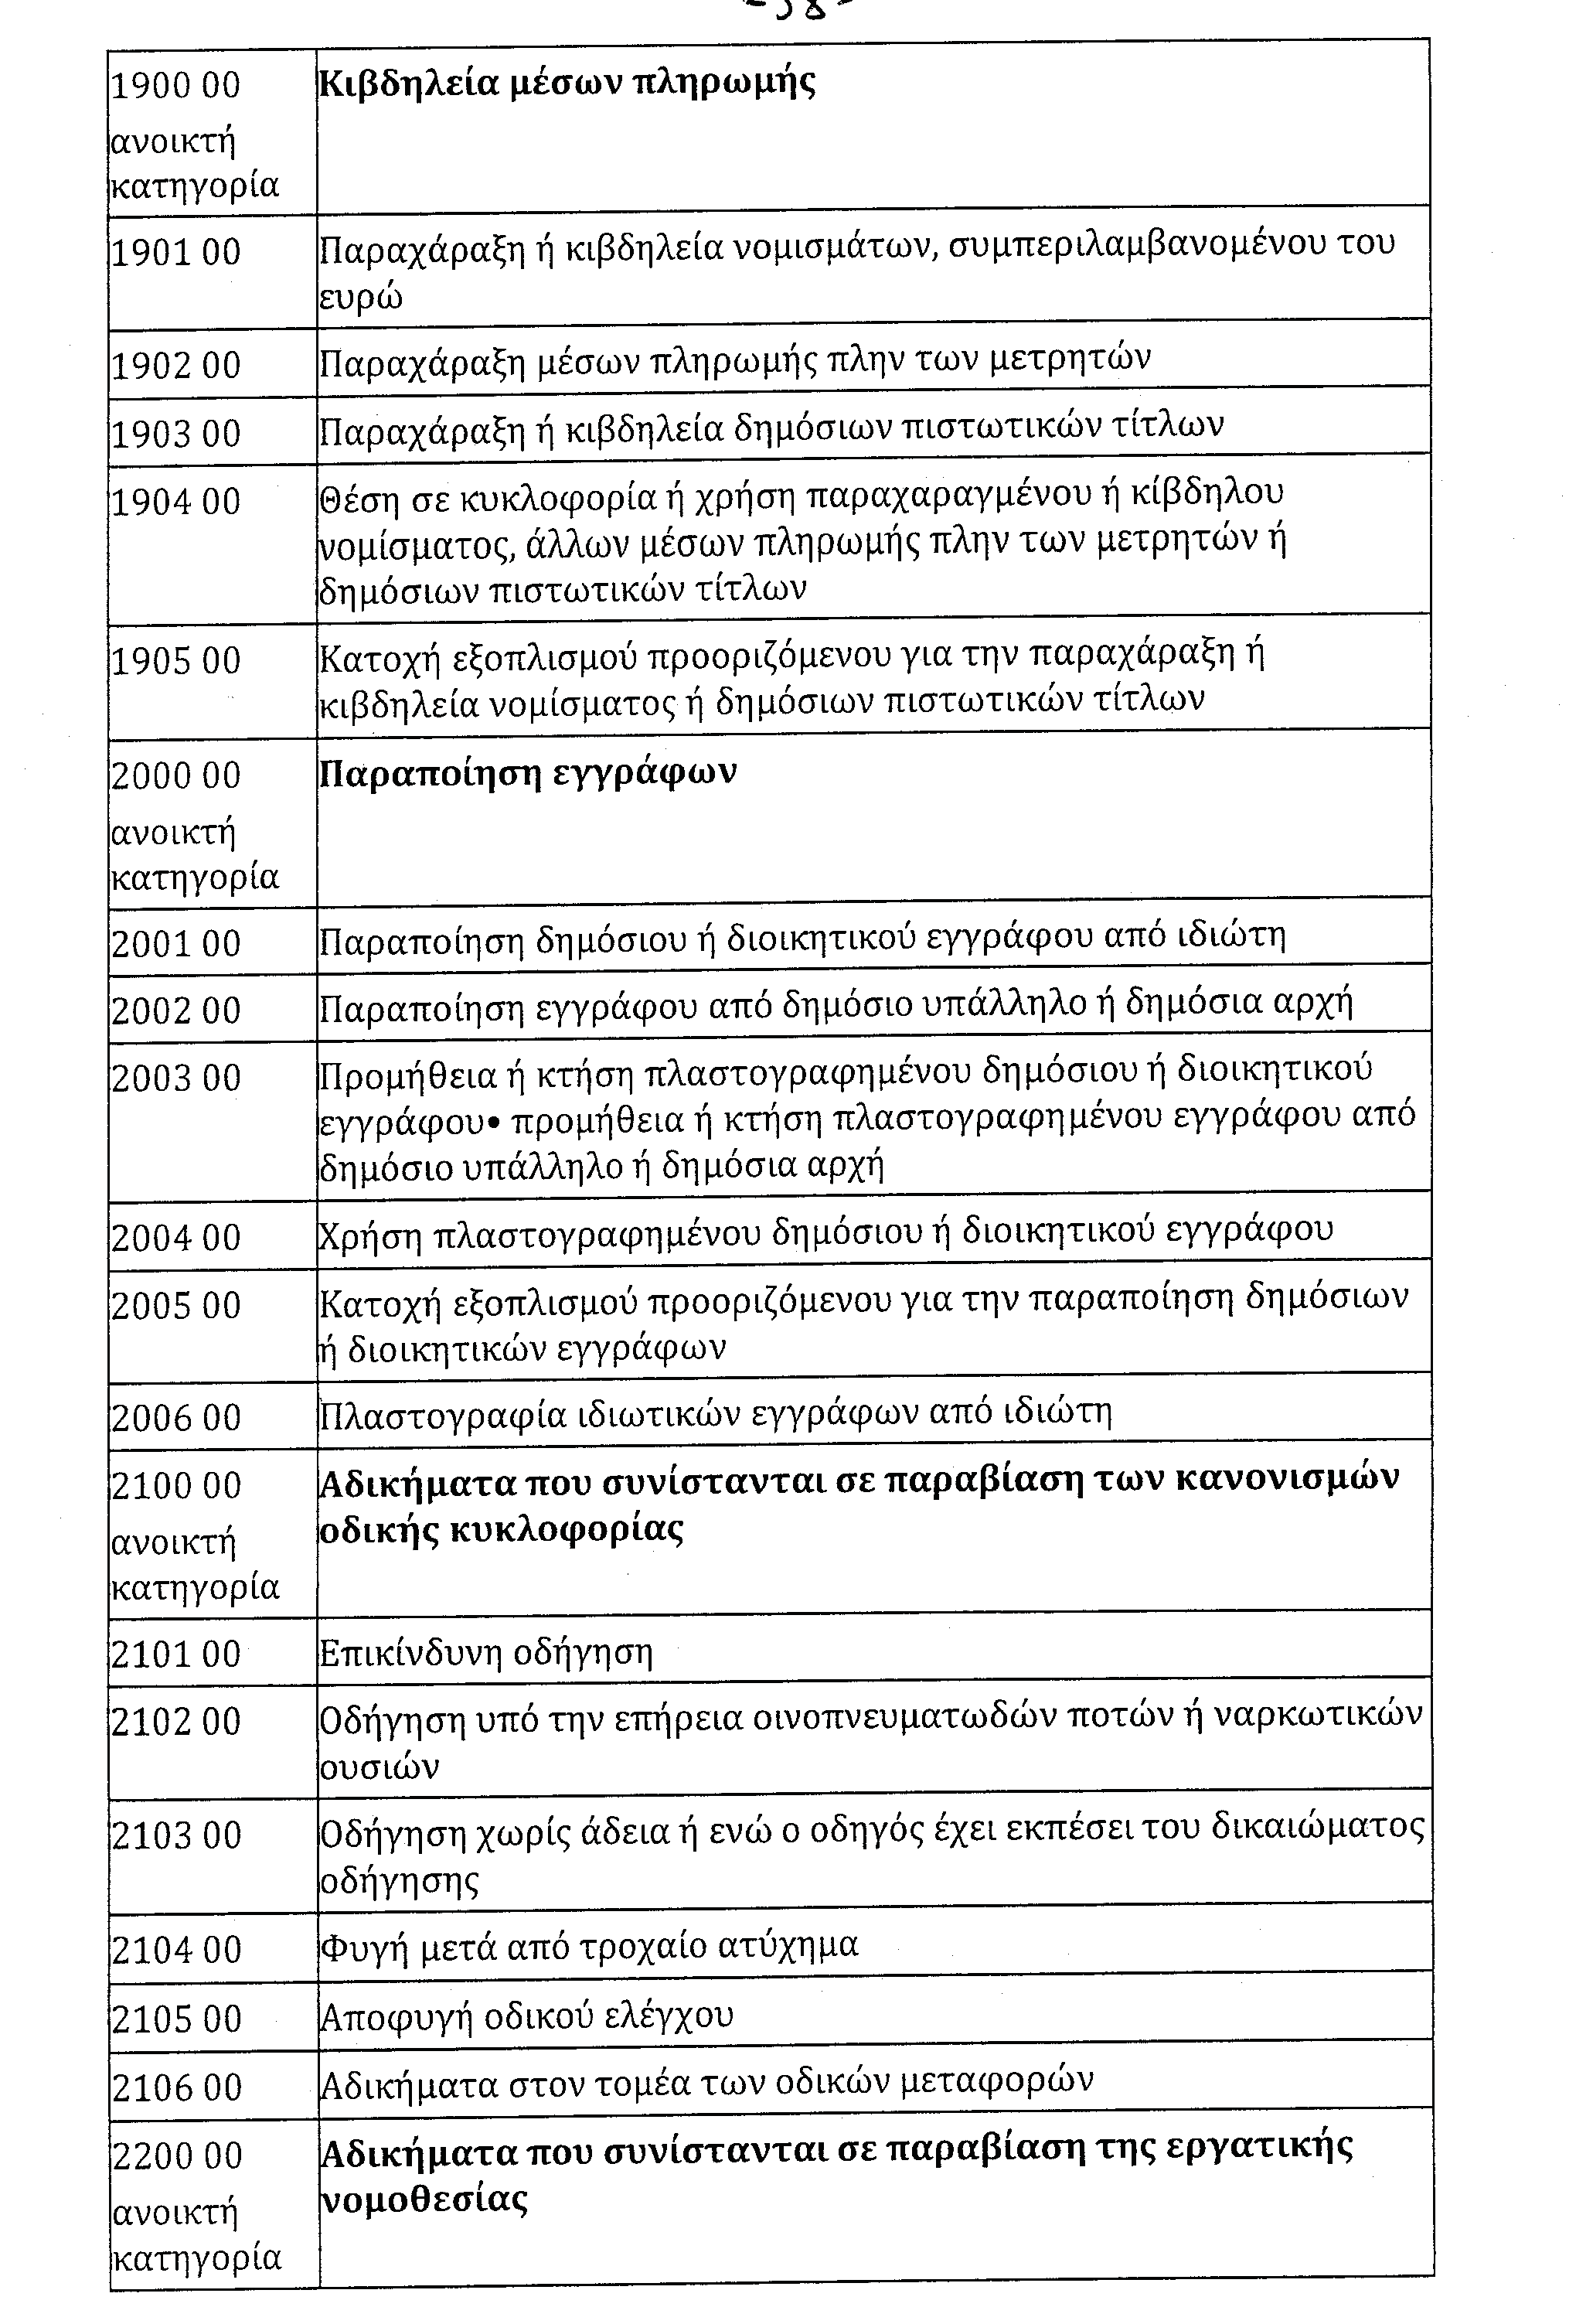 -58-
1900 00
ανοικτή
κατηγορία
Κιβδηλεία μέσων πληρωμής
1901 00
Παραχάραξη ή κιβδηλεία νομισμάτων, συμπεριλαμβανομένου του
ευρώ
1902 00
Παραχάραξη μέσων πληρωμής πλην των μετρητών
1903 00
Παραχάραξη ή κιβδηλεία δημόσιων πιστωτικών τίτλων
1904 00
Θέση σε κυκλοφορία ή χρήση παραχαραγμένου ή κίβδηλου
νομίσματος, άλλων μέσων πληρωμής πλην των μετρητών ή
δημόσιων πιστωτικών τίτλων
1905 00
Κατοχή εξοπλισμού προοριζόμενου για την παραχάραξη ή
κιβδηλεία νομίσματος ή δημόσιων πιστωτικών τίτλων
2000 00
ανοικτή
κατηγορία
Παραποίηση εγγράφων
2001 00
Παραποίηση δημόσιου ή διοικητικού εγγράφου από ιδιώτη
2002 00
Παραποίηση εγγράφου από δημόσιο υπάλληλο ή δημόσια αρχή
2003 00
Προμήθεια ή κτήση πλαστογραφημένου δημόσιου ή διοικητικού
εγγράφου• προμήθεια ή κτήση πλαστογραφημένου εγγράφου από
δημόσιο υπάλληλο ή δημόσια αρχή
2004 00
Χρήση πλαστογραφημένου δημόσιου ή διοικητικού εγγράφου
2005 00
Κατοχή εξοπλισμού προοριζόμενου για την παραποίηση δημόσιων
ή διοικητικών εγγράφων
2006 00
Πλαστογραφία ιδιωτικών εγγράφων από ιδιώτη
2100 00
ανοικτή
κατηγορία
Αδικήματα που συνίστανται σε παραβίαση των κανονισμών
οδικής κυκλοφορίας
2101 00
Επικίνδυνη οδήγηση
2102 00
Οδήγηση υπό την επήρεια οινοπνευματωδών ποτών ή ναρκωτικών
ουσιών
2103 00
Οδήγηση χωρίς άδεια ή ενώ ο οδηγός έχει εκπέσει του δικαιώματος
οδήγησης
2104 00
Φυγή μετά από τροχαίο ατύχημα
2105 00
Αποφυγή οδικού ελέγχου
2106 00
Αδικήματα στον τομέα των οδικών μεταφορών
2200 00
ανοικτή
κατηγορία
Αδικήματα που συνίστανται σε παραβίαση της εργατικής
νομοθεσίας